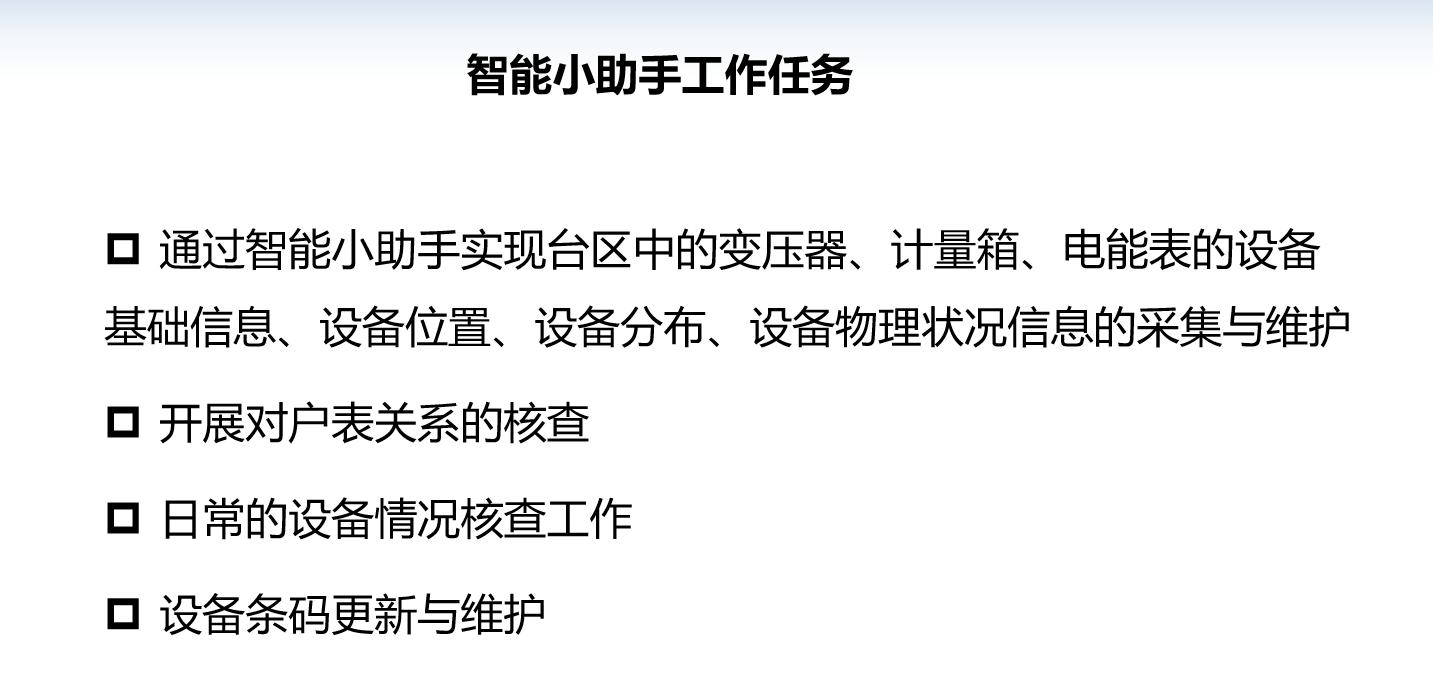 智能小助手工作任务
通过智能小助手实现台区中的变压器、计量箱、电能表的设备
基础信息、设备位置、设备分布、设备物理状况信息的采集与维护
开展对户表关系的核查
日常的设备情况核查工作
设备条码更新与维护